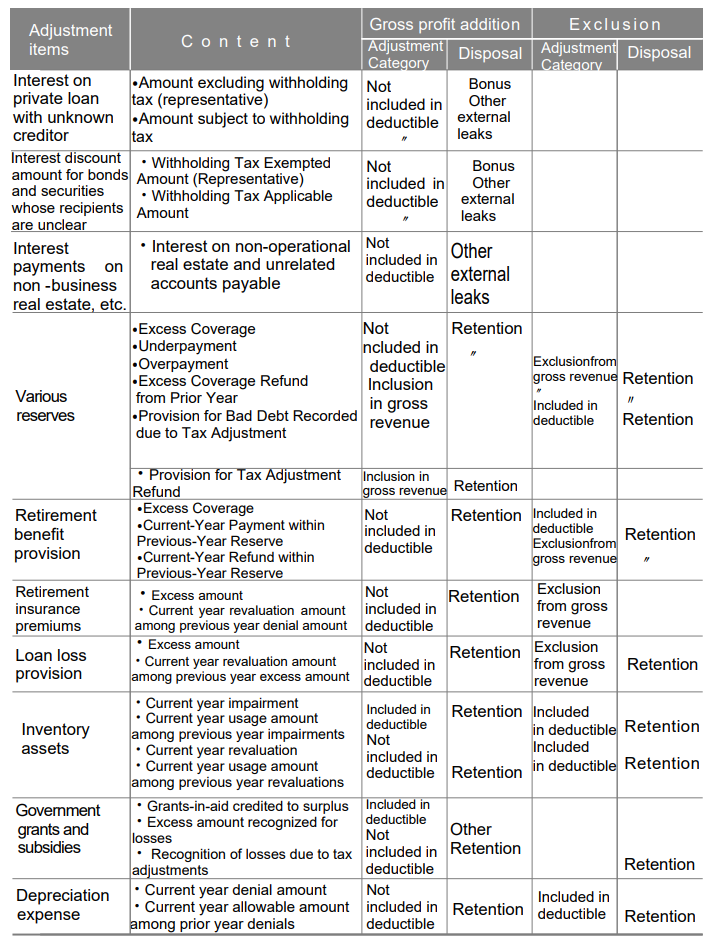 Adjustment
items
Content
Gross profit addition
Exclusion
Adjustment
Category
Disposal
Adjustment
Category
Disposal
Interest on
private loan
with unknown
creditor
•Amount excluding withholding
tax (representative)
•Amount subject to withholding
tax
Not
included in
deductible
〃
Bonus
Other
external
leaks
Interest discount
amount for bonds
and securities
whose recipients
are unclear
・Withholding Tax Exempted
Amount (Representative)
・Withholding Tax Applicable
Amount
Not
included in
deductible
〃
Bonus
Other
external
leaks
Interest
payments on
non -business
real estate, etc.
・Interest on non-operational
real estate and unrelated
accounts payable
Not
included in
deductible
Other
external
leaks
Various
reserves
•Excess Coverage
•Underpayment
•Overpayment
•Excess Coverage Refund
from Prior Year
•Provision for Bad Debt Recorded
due to Tax Adjustment
Not
ncluded in
deductible
Inclusion
in gross
revenue
Retention
〃
Exclusionfrom
gross revenue
〃
Included in
deductible
Retention
〃
Retention
・Provision for Tax Adjustment
Refund
Inclusion in
gross revenue
Retention
Retirement
benefit
provision
•Excess Coverage
•Current-Year Payment within
Previous-Year Reserve
•Current-Year Refund within
Previous-Year Reserve
Not
included in
deductible
Retention
Included in
deductible
Exclusionfrom
gross revenue
Retention
〃
Retirement
insurance
premiums
・Excess amount
・Current year revaluation amount
among previous year denial amount
Not
included in
deductible
Retention
Exclusion
from gross
revenue
Loan loss
provision
・Excess amount
・Current year revaluation amount
among previous year excess amount
Not
included in
deductible
Retention
Exclusion
from gross
revenue
Retention
Inventory
assets
・Current year impairment
・Current year usage amount
among previous year impairments
・Current year revaluation
・Current year usage amount
among previous year revaluations
Included in
deductible
Not
included in
deductible
Retention
Retention
Included
in deductible
Included
in deductible
Retention
Retention
Government
grants and
subsidies
・Grants-in-aid credited to surplus
・Excess amount recognized for
losses
・Recognition of losses due to tax
adjustments
Included in
deductible
Not
included in
deductible
Other
Retention
Retention
Depreciation
expense
・Current year denial amount
・Current year allowable amount
among prior year denials
Not
included in
deductible
Retention
Included in
deductible
Retention